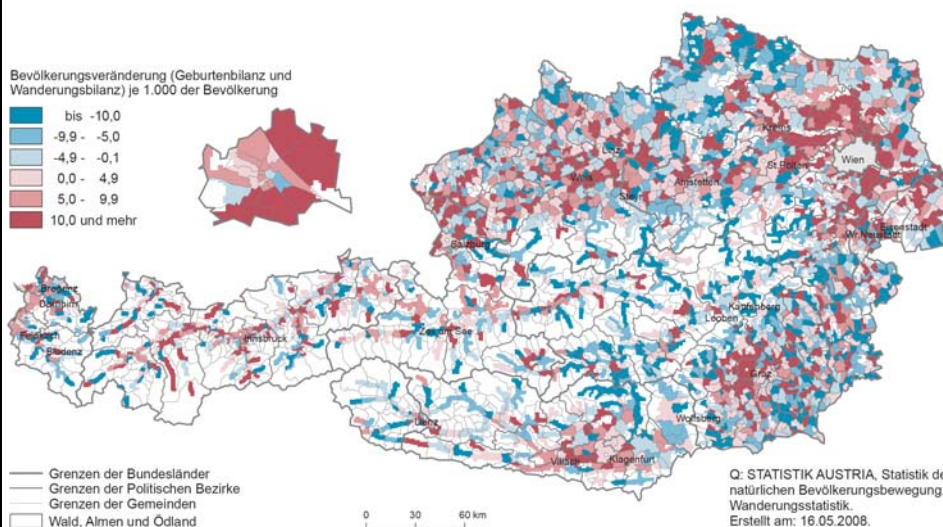 Bevölkerungsveränderung (Geburtenbilanz und
Wanderungsbilanz) je 1.000 der Bevölkerung
bis -10,0
-9,9 - -5,0
-4,9 - -0,1
0,0 - 4,9
5,0 - 9,9
10,0 und mehr
Krems
Linz
Wien
St.Pölten
Wels
Amstetten
Steyr
Eisenstadt
Wr.Neustadt
Salzburg
Bregenz
Dornbirn
Kapfenberg
Leoben
Feldkirch
Zell am See
Innsbruck
Bludenz
Graz
Wolfsberg
Lienz
Villach
Klagenfurt
Grenzen der Bundesländer
Grenzen der Politischen Bezirke
Grenzen der Gemeinden
Wald, Almen und Ödland
0 30 60 km
Q: STATISTIK AUSTRIA, Statistik de
natürlichen Bevölkerungsbewegung,
Wanderungsstatistik.
Erstellt am: 16.05.2008.